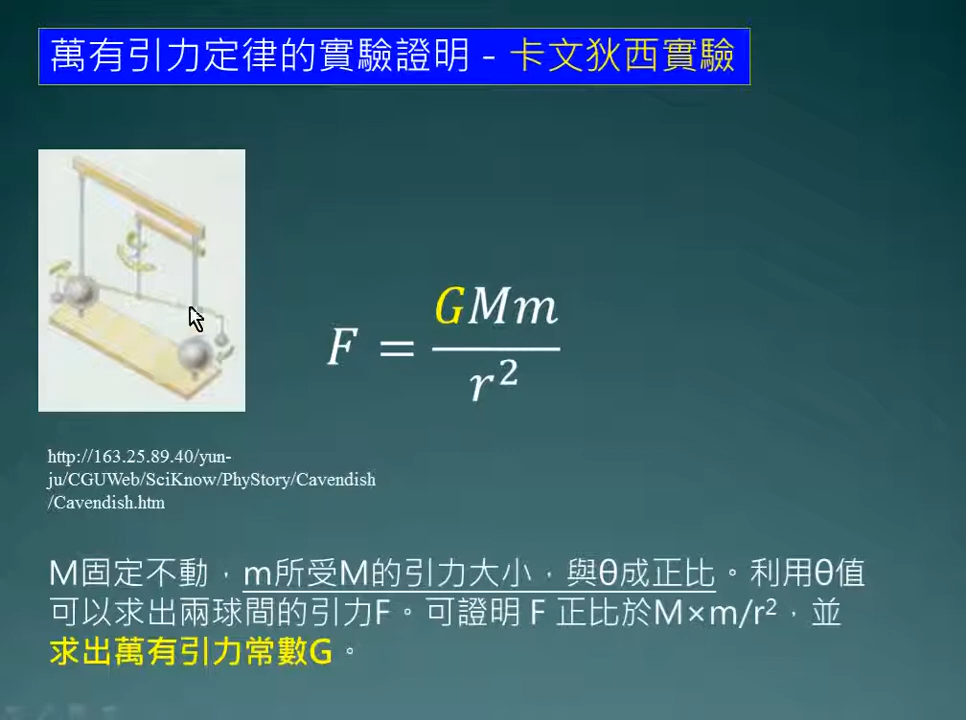 萬有引力定律的實驗證明 - 卡文狄西實驗
F = GMm / r²
http://163.25.89.40/yun-
ju/CGUWeb/SciKnow/PhyStory/Cavendish
/Cavendish.htm
M固定不動，m所受M的引力大小，與θ成正比。利用θ值
可以求出兩球間的引力F。可證明 F 正比於M×m/r²，並
求出萬有引力常數G。